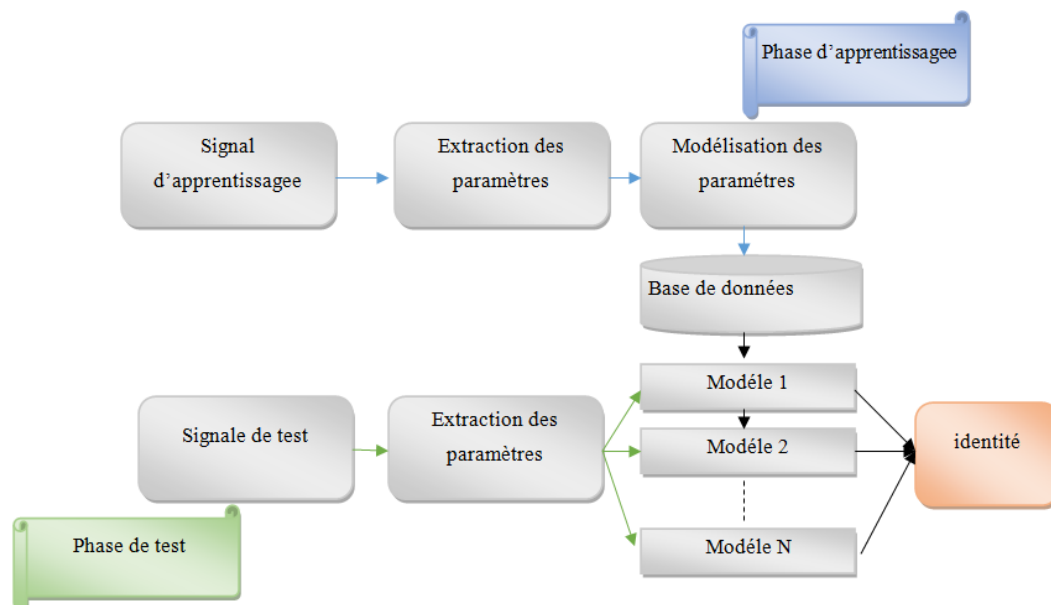 Phase d’apprentissagee
Signal
d’apprentissagee
Extraction des
paramètres
Modélisation des
paramétres
Base de données
Modéle 1
Signale de test
Extraction des
paramètres
Modéle 2
identité
Modéle N
Phase de test